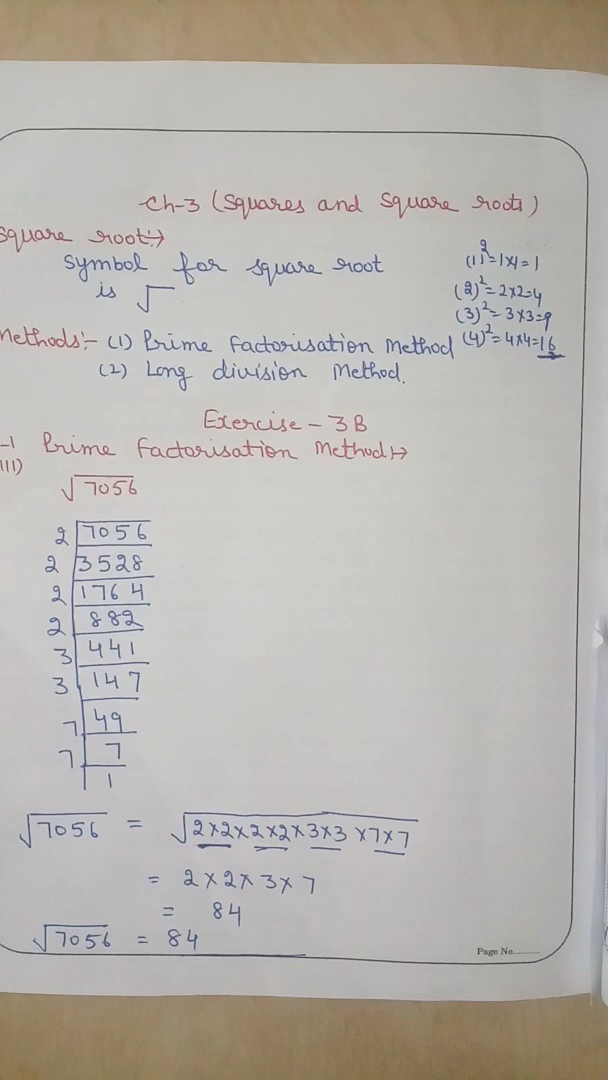 Ch-3 (Squares and Square roots)
Square root:→
Symbol for square root
is √
(1)²=1×1=1
(2)²=2×2=4
(3)²=3×3=9
(4)²=4×4=16
Methods:- (1) Prime Factorisation Method
(2) Long division Method.
Exercise-3B
-1 Prime Factorisation Method:→
III)
√7056
2 | 7056
2 | 3528
2 | 1764
2 | 882
3 | 441
3 | 147
7 | 49
7 | 7
| 1
√7056 = √2×2×2×2×3×3×7×7
= 2×2×3×7
= 84
√7056 = 84
Page No..........